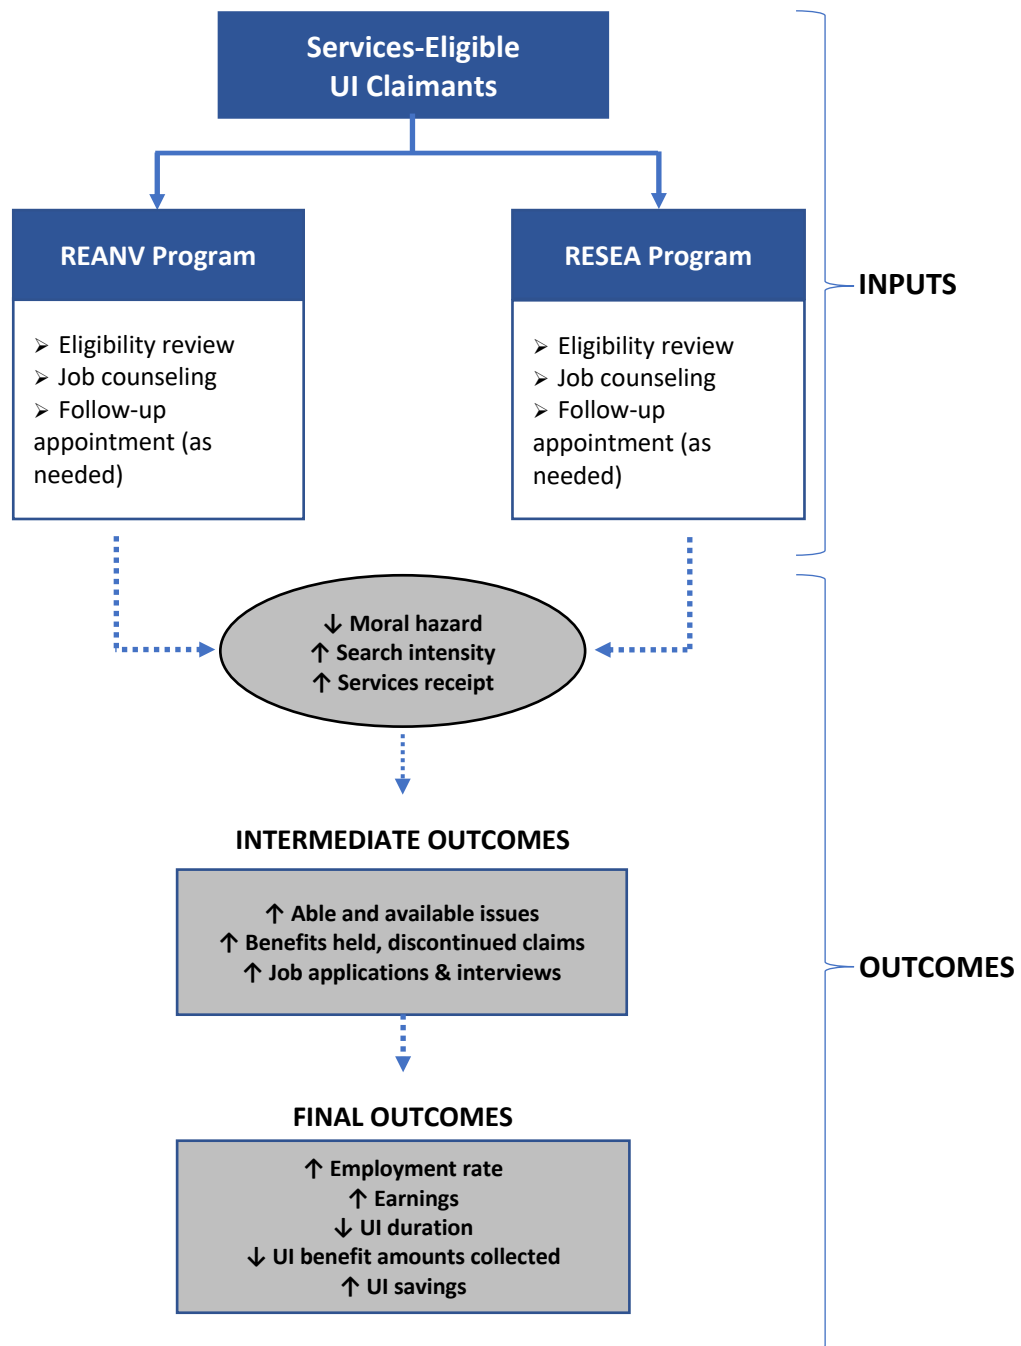 Services-Eligible
UI Claimants
REANV Program
➢ Eligibility review
➢ Job counseling
➢ Follow-up
appointment (as
needed)
RESEA Program
➢ Eligibility review
➢ Job counseling
➢ Follow-up
appointment (as
needed)
INPUTS
↓ Moral hazard
↑ Search intensity
↑ Services receipt
INTERMEDIATE OUTCOMES
↑ Able and available issues
↑ Benefits held, discontinued claims
↑ Job applications & interviews
OUTCOMES
FINAL OUTCOMES
↑ Employment rate
↑ Earnings
↓ UI duration
↓ UI benefit amounts collected
↑ UI savings